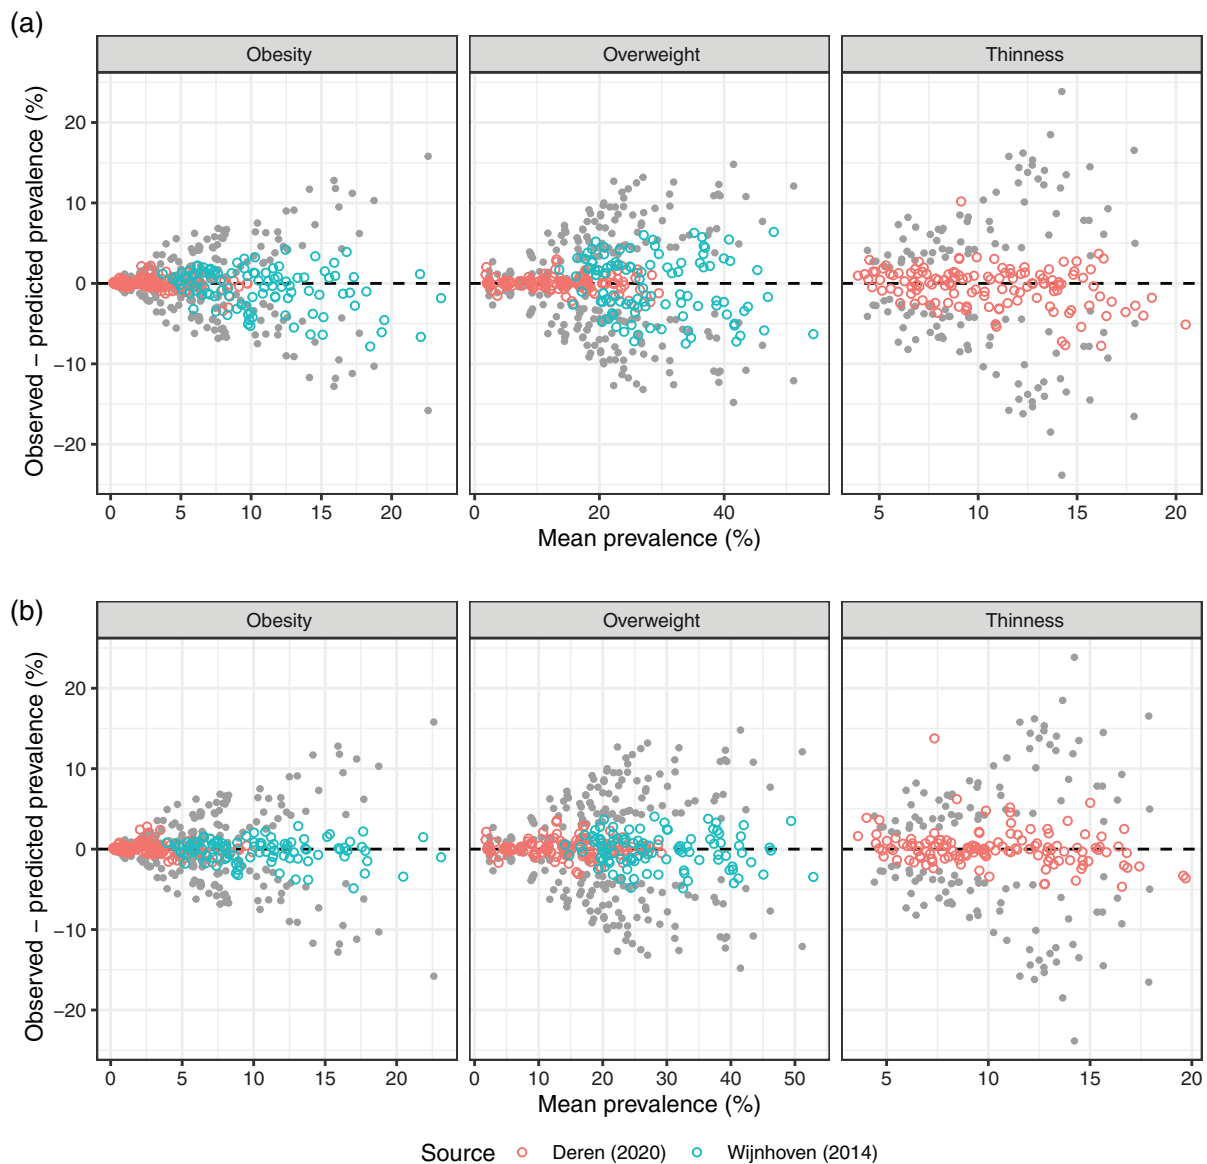 (a)
Obesity Overweight Thinness
Observed − predicted prevalence (%)
20
10
0
−10
−20
0 5 10 15 20 0 20 40 5 10 15 20
Mean prevalence (%)
(b)
Obesity Overweight Thinness
Observed − predicted prevalence (%)
20
10
0
−10
−20
0 5 10 15 20 0 10 20 30 40 50 5 10 15 20
Mean prevalence (%)
Source Deren (2020) Wijnhoven (2014)